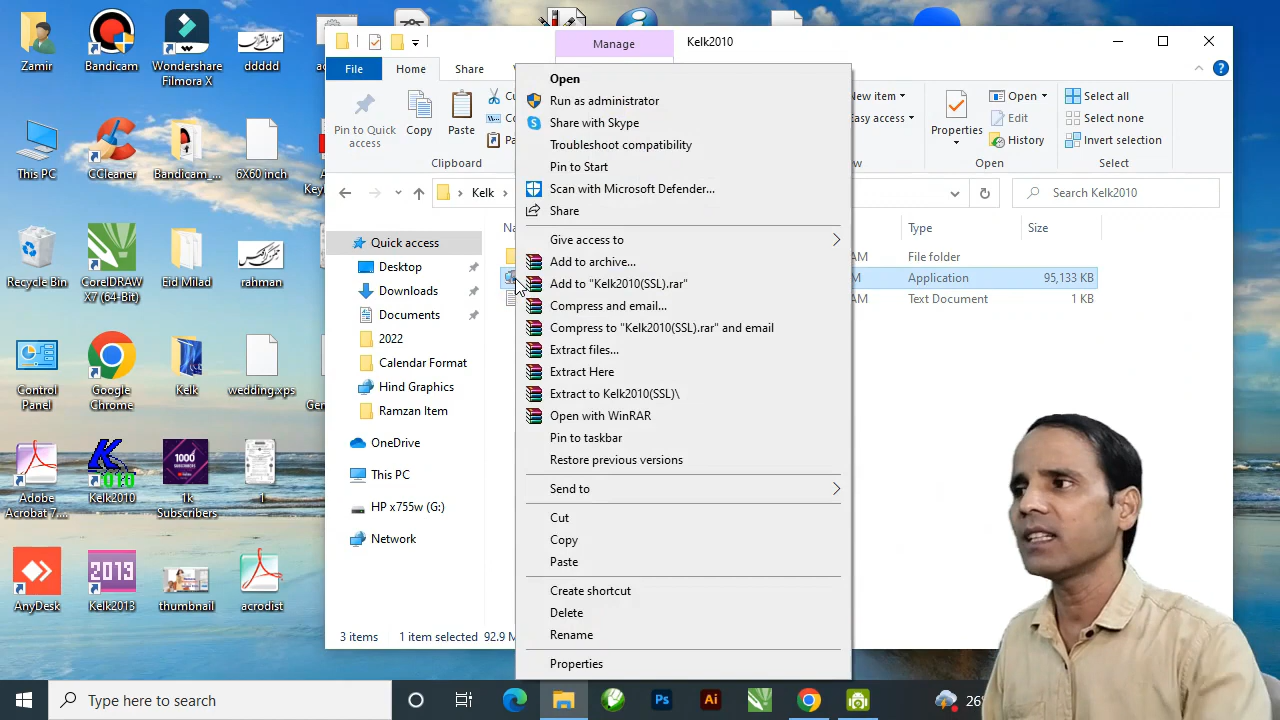 Zamir
Bandicam
Wondershare
Filmora X
ddddd
This PC
CCleaner
Bandicam_...
6X60 inch
Recycle Bin
CorelDRAW
X7 (64-Bit)
Eid Milad
rahman
Control
Panel
Google
Chrome
Kelk
wedding.xps
Adobe
Acrobat 7....
Kelk2010
1000
SUBSCRIBERS
1k
Subscribers
1
AnyDesk
2013
Kelk2013
thumbnail
acrodist
Manage
Kelk2010
File
Home
Share
Pin to Quick
access
Copy
Paste
Clipboard
New item
Easy access
Properties
Open
Edit
History
Open
Select all
Select none
Invert selection
Select
Kelk
Search Kelk2010
Type
Size
File folder
Application
95,133 KB
Text Document
1 KB
Quick access
Desktop
Downloads
Documents
2022
Calendar Format
Hind Graphics
Ramzan Item
OneDrive
This PC
HP x755w (G:)
Network
3 items
1 item selected
92.9 M
Open
Run as administrator
Share with Skype
Troubleshoot compatibility
Pin to Start
Scan with Microsoft Defender...
Share
Give access to
Add to archive...
Add to "Kelk2010(SSL).rar"
Compress and email...
Compress to "Kelk2010(SSL).rar" and email
Extract files...
Extract Here
Extract to Kelk2010(SSL)\
Open with WinRAR
Pin to taskbar
Restore previous versions
Send to
Cut
Copy
Paste
Create shortcut
Delete
Rename
Properties
Type here to search
Ps
Ai
26°